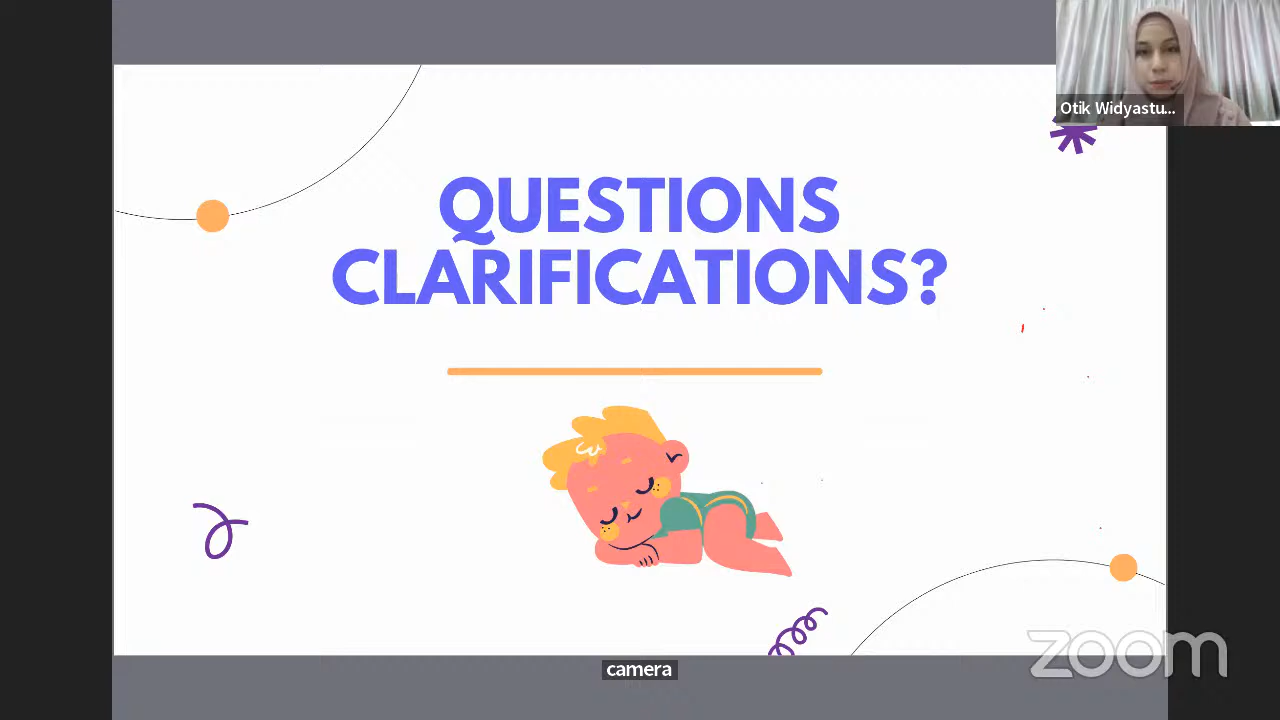 Otik Widyastu...
QUESTIONS
CLARIFICATIONS?
camera
zoom